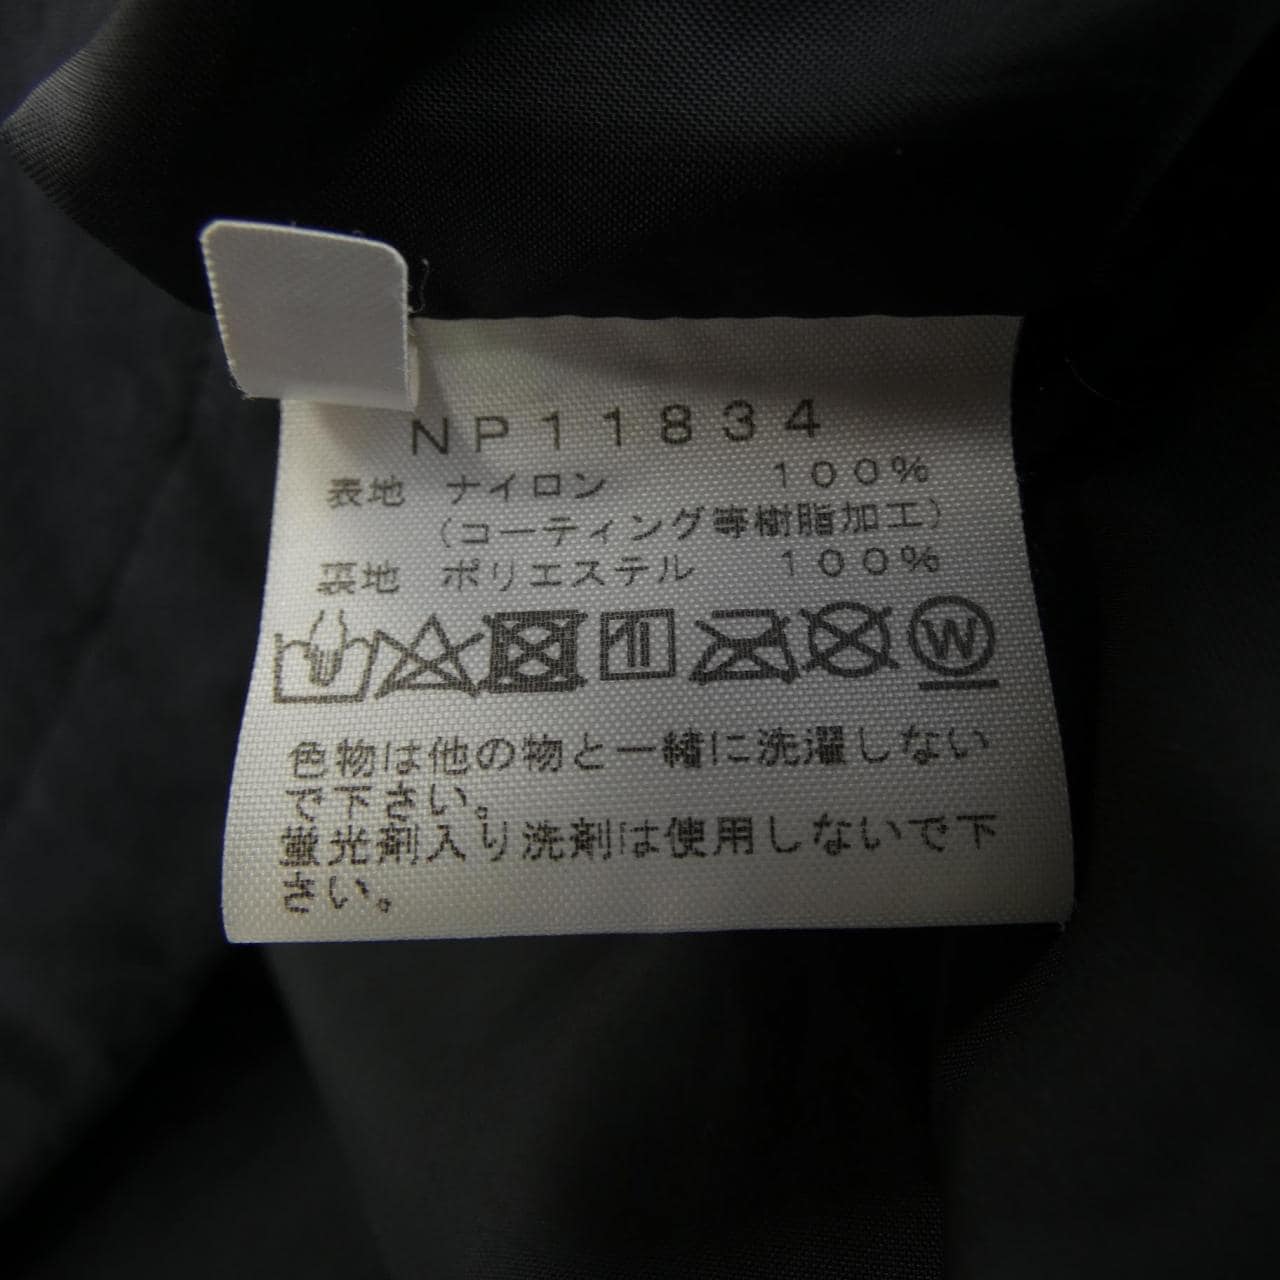 NP11834
表地 ナイロン 100%
(コーティング等樹脂加工)
裏地 ポリエステル 100%
W
色物は他の物と一緒に洗濯しない
で下さい。
蛍光剤入り洗剤は使用しないで下
さい。